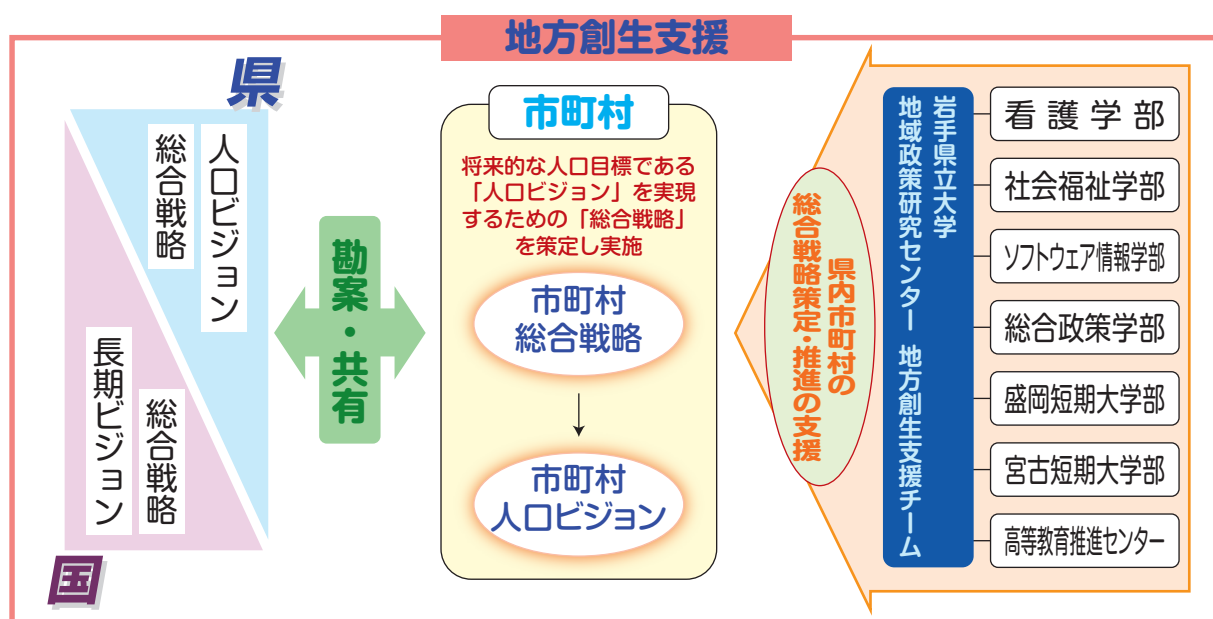 地方創生支援
県
人口ビジョン
総合戦略
長期ビジョン
総合戦略
国
勘案・共有
市町村
将来的な人口目標である
「人口ビジョン」を実現
するための「総合戦略」
を策定し実施
市町村
総合戦略
市町村
人口ビジョン
県内市町村の
総合戦略策定・推進の支援
岩手県立大学
地域政策研究センター 地方創生支援チーム
看護学部
社会福祉学部
ソフトウェア情報学部
総合政策学部
盛岡短期大学部
宮古短期大学部
高等教育推進センター